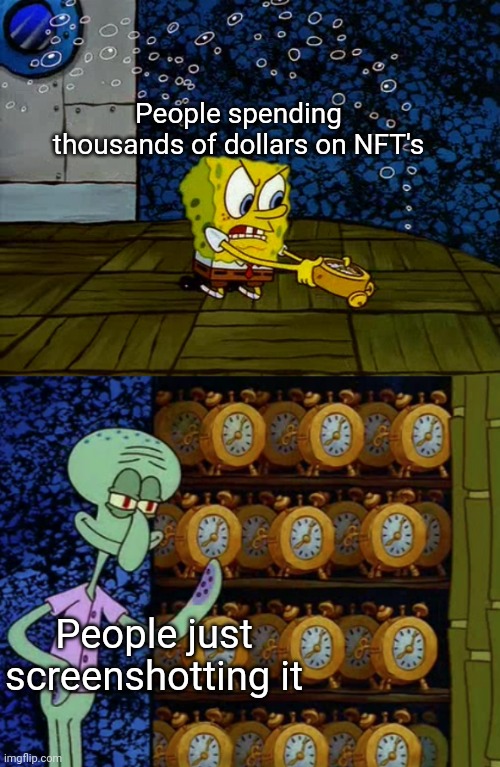 People spending
thousands of dollars on NFT's
People just
screenshotting it
imgflip.com